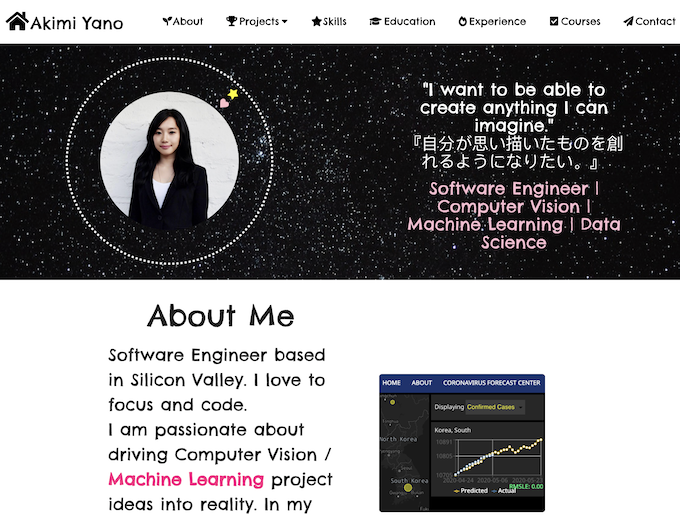 Akimi Yano
About
Projects
Skills
Education
Experience
Courses
Contact
"I want to be able to
create anything I can
imagine."
『自分が思い描いたものを創
れるようになりたい。』
Software Engineer |
Computer Vision |
Machine Learning | Data
Science
About Me
Software Engineer based
in Silicon Valley. I love to
focus and code.
I am passionate about
driving Computer Vision /
Machine Learning project
ideas into reality. In my
HOME ABOUT CORONAVIRUS FORECAST CENTER
Displaying Confirmed Cases
Korea, South
North Korea
South Korea
10891
10805
10705
2020-04-24 2020-05-06 2020-05-23
RMSLE: 0.00
Predicted Actual